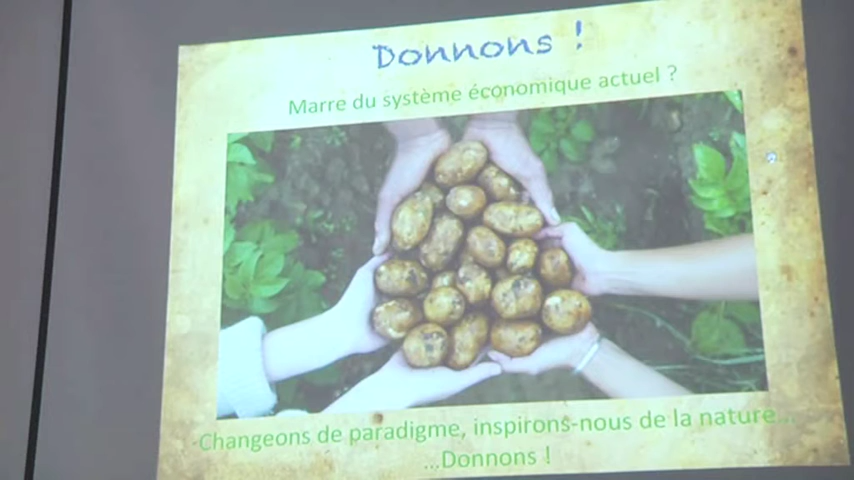 Donnons !
Marre du système économique actuel ?
Changeons de paradigme, inspirons-nous de la nature...
...Donnons !